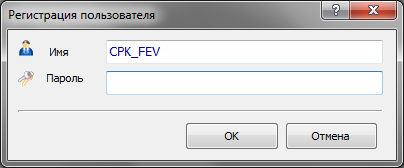 Регистрация пользователя
Имя
CPK_FEV
Пароль
OK
Отмена